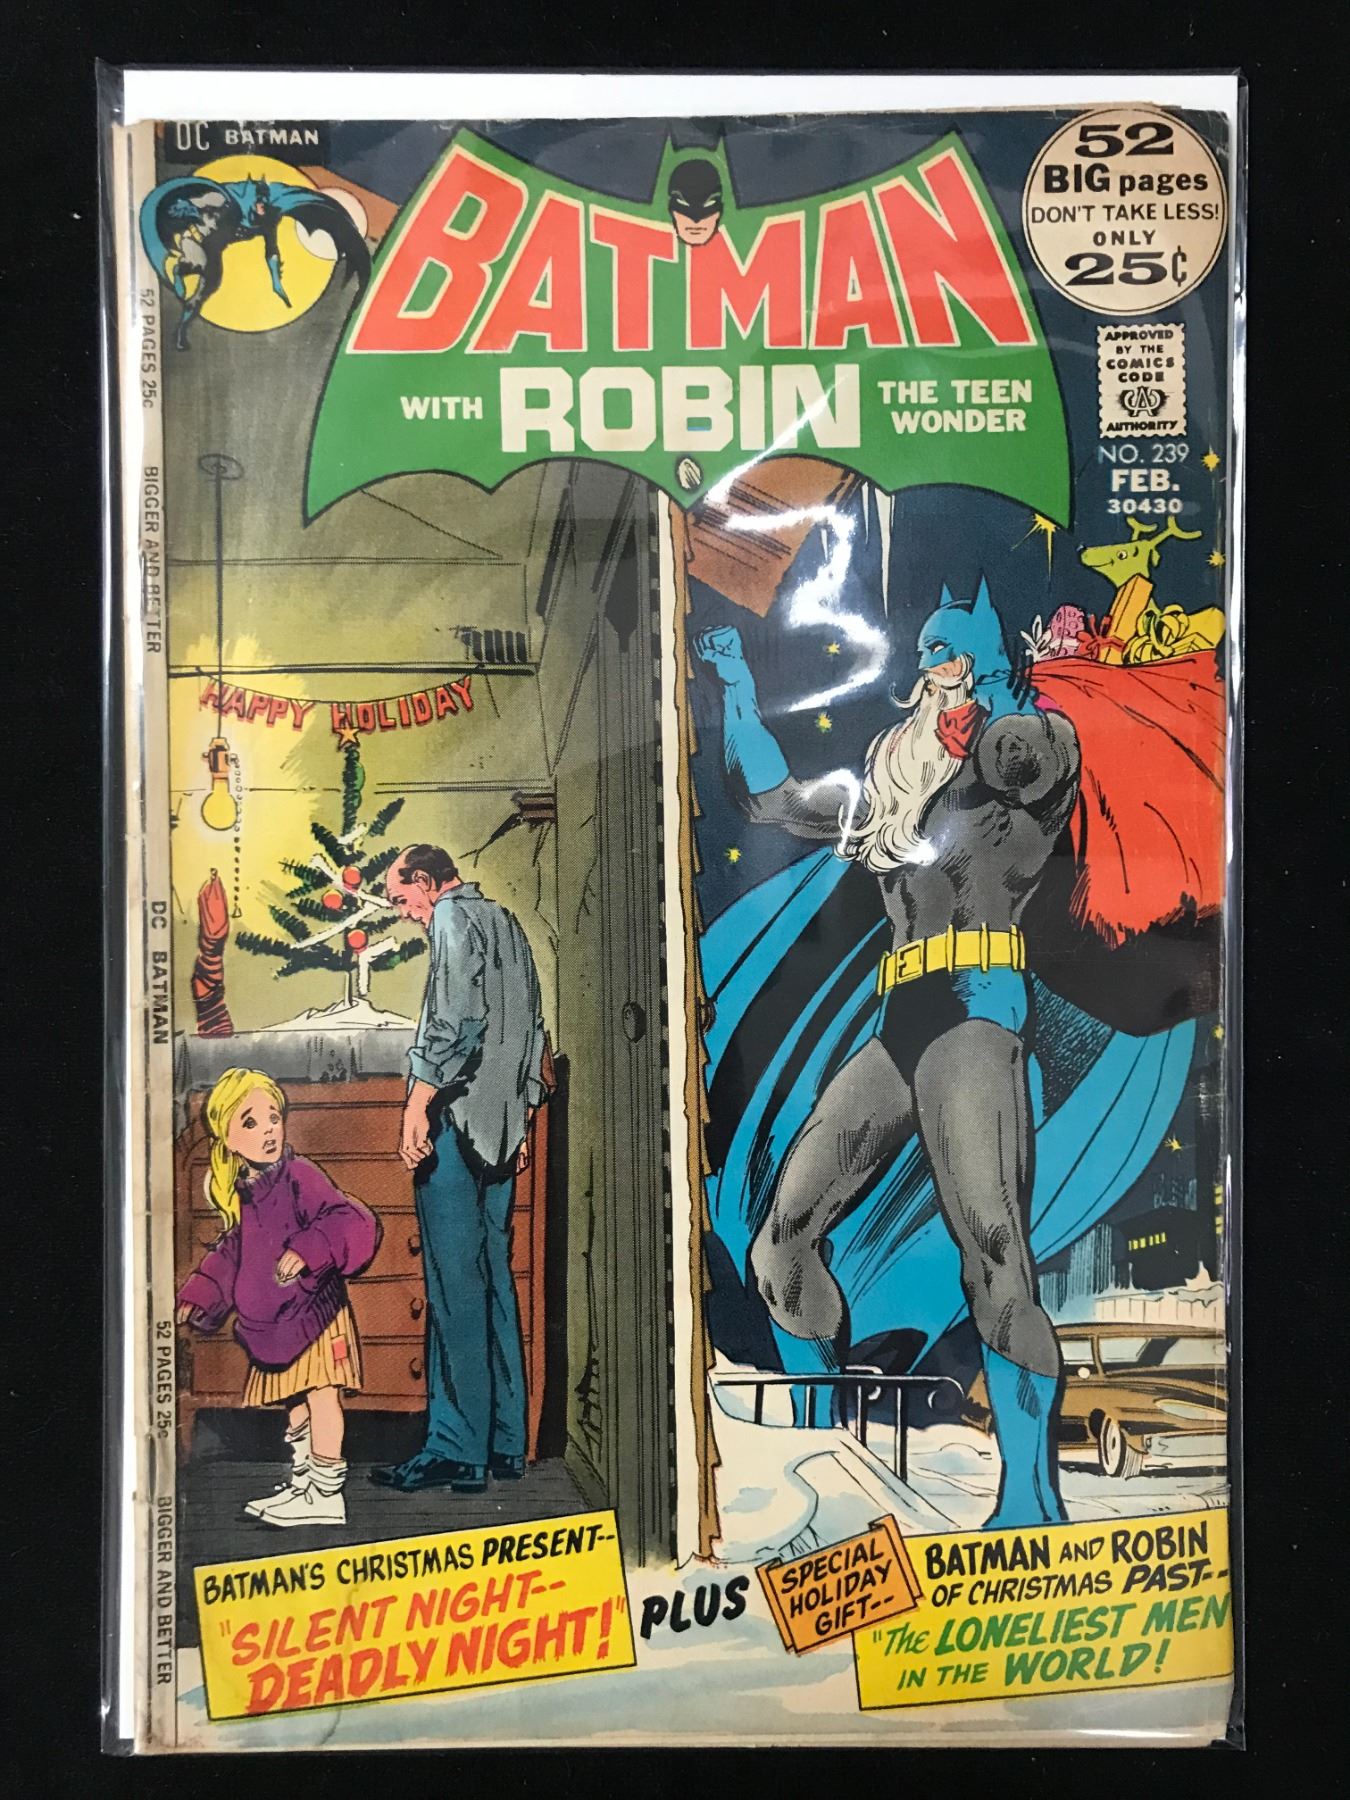 DC BATMAN
BATMAN
WITH ROBIN THE TEEN
WONDER
52
BIG pages
DON'T TAKE LESS!
ONLY
25¢
APPROVED
BY THE
COMICS
CODE
CA
AUTHORITY
NO. 239
FEB.
30430
52 PAGES 25c BIGGER AND BETTER DC BATMAN 52 PAGES 25c BIGGER AND BETTER
HAPPY HOLIDAY
BATMAN'S CHRISTMAS PRESENT--
"SILENT NIGHT--
DEADLY NIGHT!"
PLUS
SPECIAL
HOLIDAY
GIFT--
BATMAN AND ROBIN
OF CHRISTMAS PAST--
"The LONELIEST MEN
IN THE WORLD!